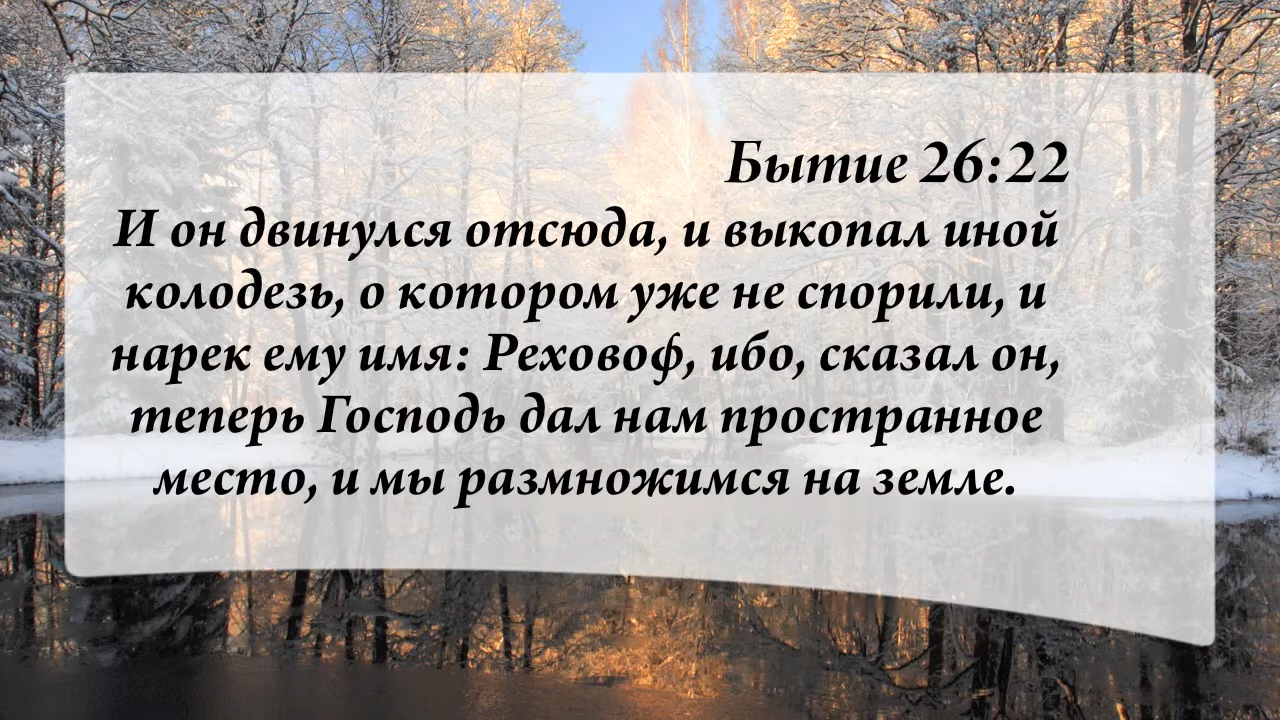 Бытие 26:22
И он двинулся отсюда, и выкопал иной
колодезь, о котором уже не спорили, и
нарек ему имя: Реховоф, ибо, сказал он,
теперь Господь дал нам пространное
место, и мы размножимся на земле.